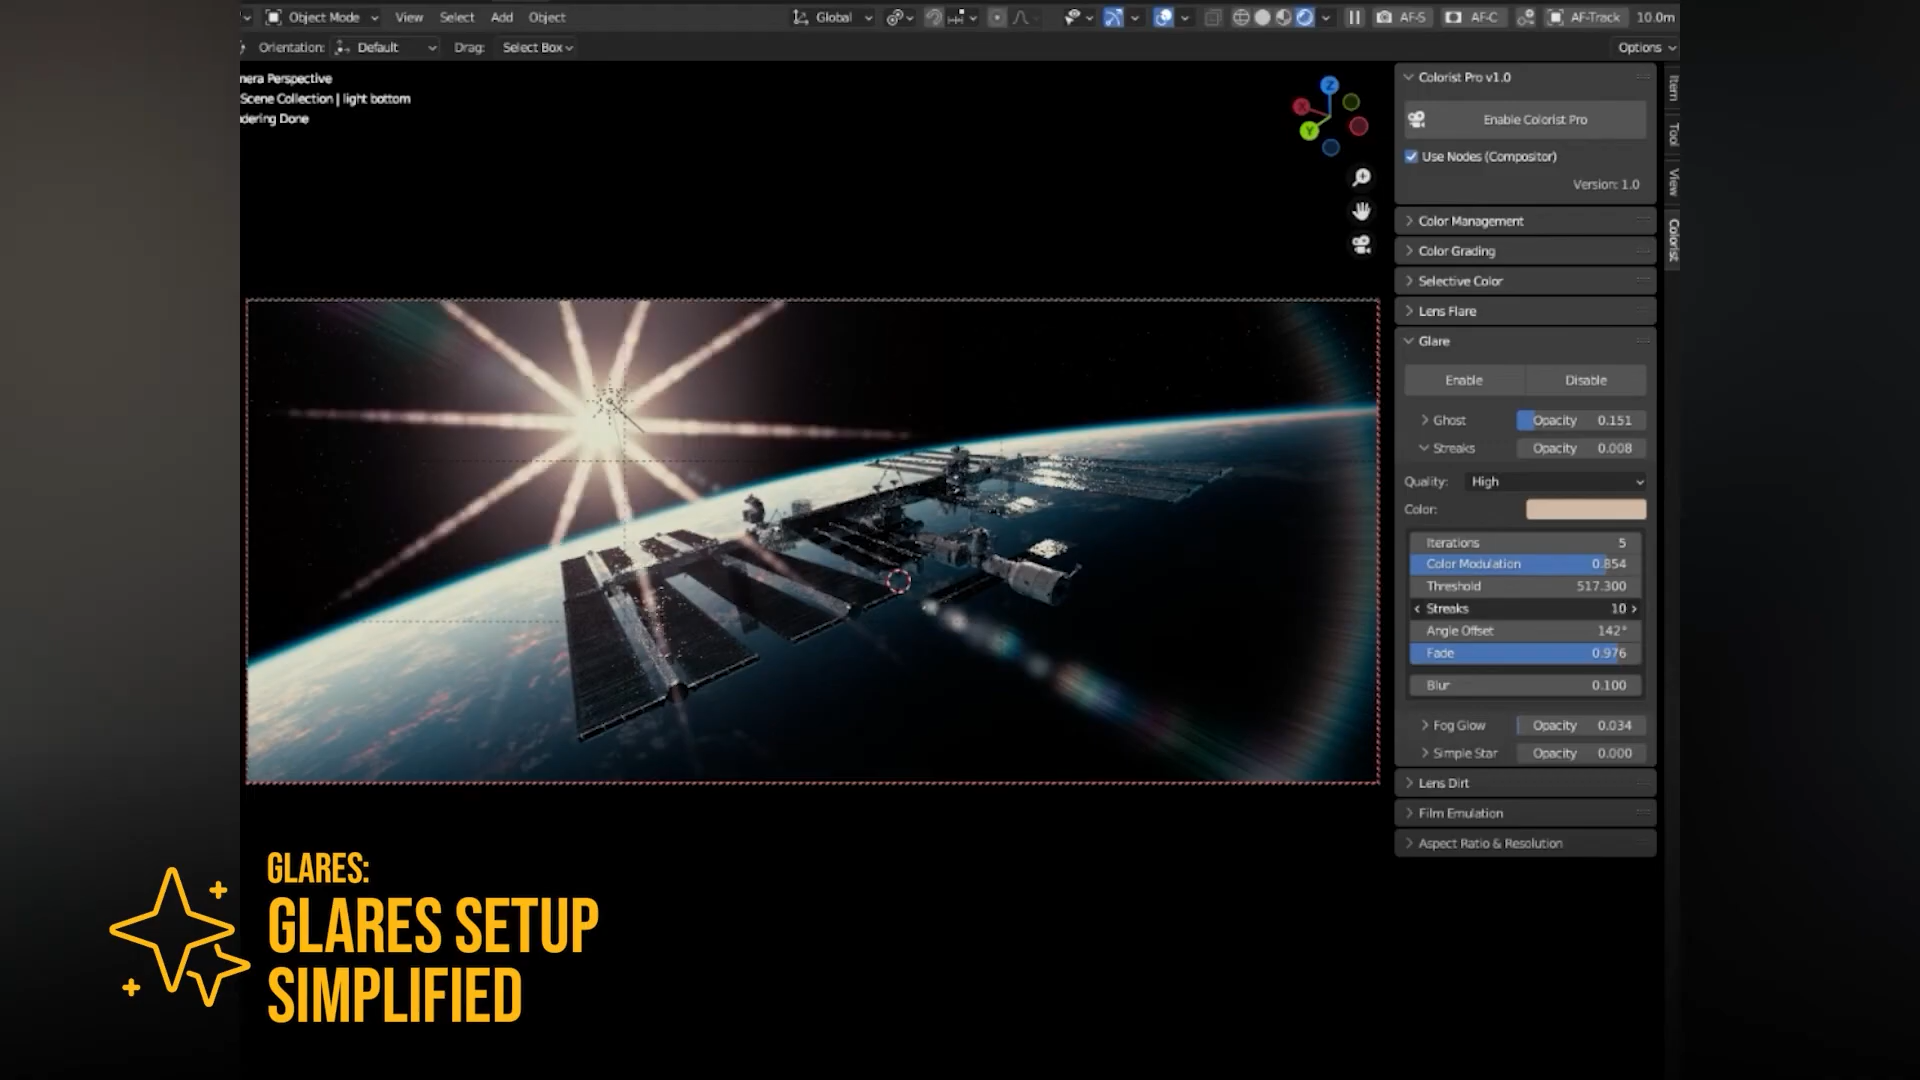 Object Mode View Select Add Object Global AF-S AF-C AF-Track 10.0m
Orientation: Default Drag: Select Box Options
nera Perspective
Scene Collection | light bottom
dering Done
Z
X
Y
Item
Tool
View
Colorist
Colorist Pro v1.0
Enable Colorist Pro
Use Nodes (Compositor)
Version: 1.0
Color Management
Color Grading
Selective Color
Lens Flare
Glare
Enable Disable
Ghost Opacity 0.151
Streaks Opacity 0.008
Quality: High
Color:
Iterations 5
Color Modulation 0.854
Threshold 517.300
Streaks 10
Angle Offset 142°
Fade 0.976
Blur 0.100
Fog Glow Opacity 0.034
Simple Star Opacity 0.000
Lens Dirt
Film Emulation
Aspect Ratio & Resolution
GLARES:
GLARES SETUP
SIMPLIFIED